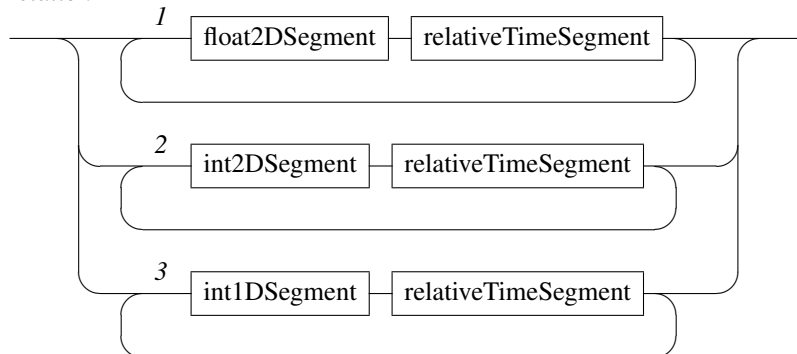 1
float2DSegment relativeTimeSegment
2
int2DSegment relativeTimeSegment
3
int1DSegment relativeTimeSegment